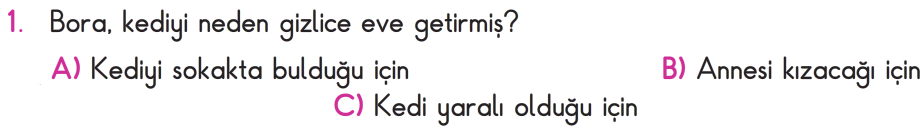 1. Bora, kediyi neden gizlice eve getirmiş?
A) Kediyi sokakta bulduğu için B) Annesi kızacağı için
C) Kedi yaralı olduğu için